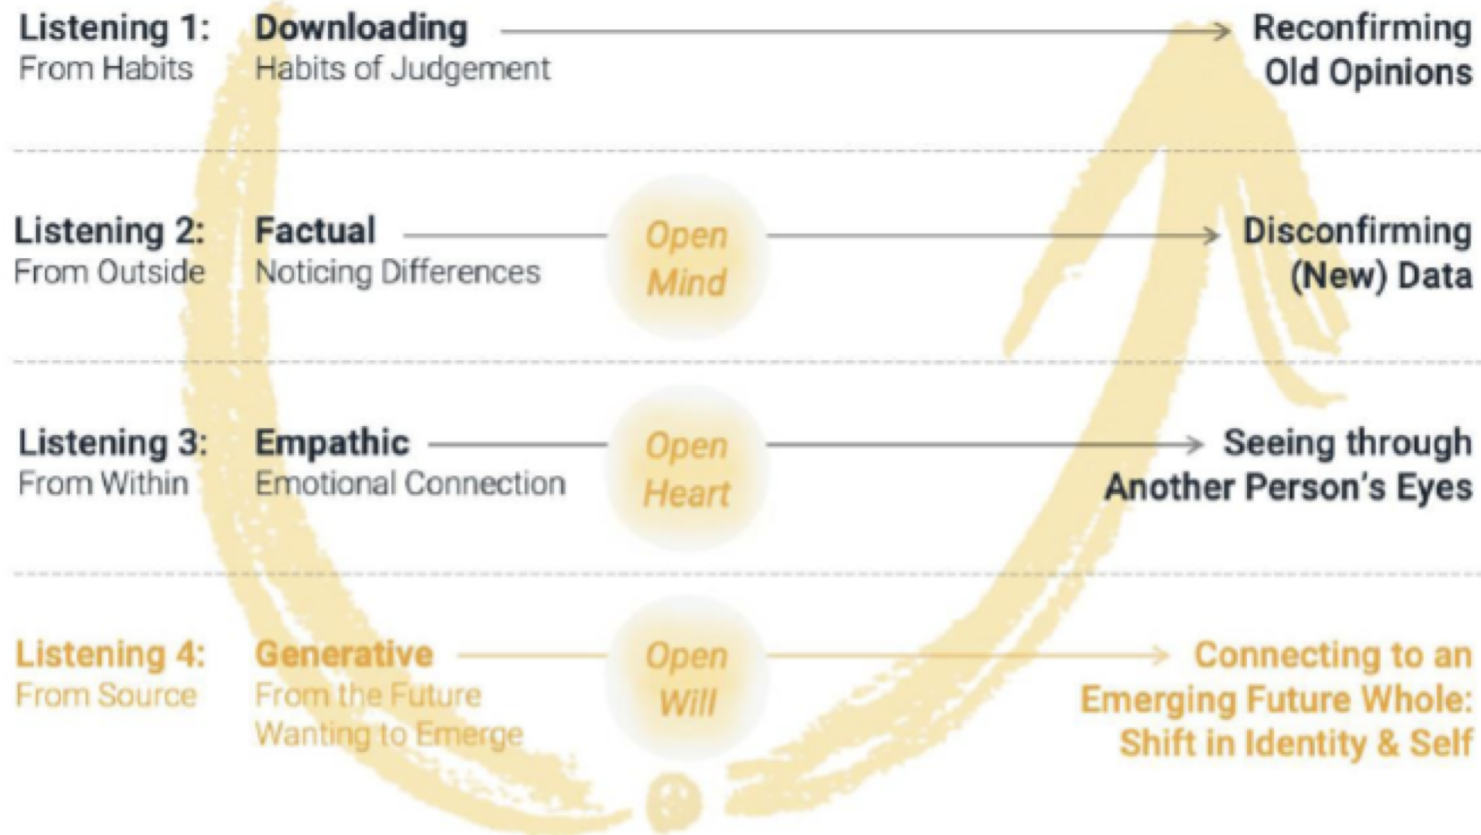 Listening 1: Downloading Reconfirming
From Habits Habits of Judgement Old Opinions
Listening 2: Factual Open Disconfirming
From Outside Noticing Differences Mind (New) Data
Listening 3: Empathic Open Seeing through
From Within Emotional Connection Heart Another Person's Eyes
Listening 4: Generative Open Connecting to an
From Source From the Future Will Emerging Future Whole:
Wanting to Emerge Shift in Identity & Self